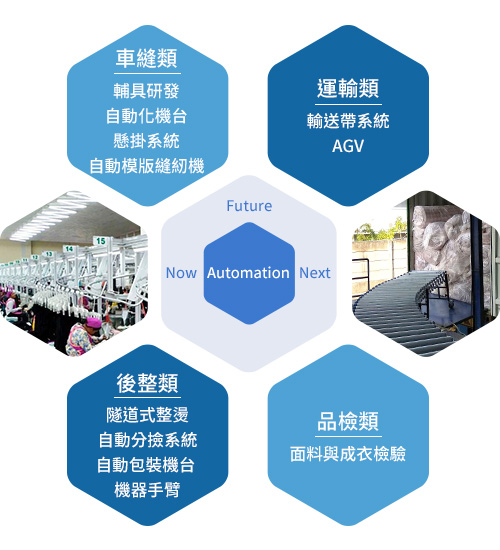 車縫類
輔具研發
自動化機台
懸掛系統
自動模版縫紉機
運輸類
輸送帶系統
AGV
Future
Now
Automation
Next
15
14
13
後整類
隧道式整燙
自動分撿系統
自動包裝機台
機器手臂
品檢類
面料與成衣檢驗